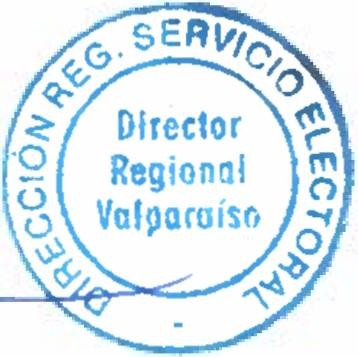 DIRECCIÓN REG. SERVICIO ELECTORAL
Director
Regional
Valparaíso
-